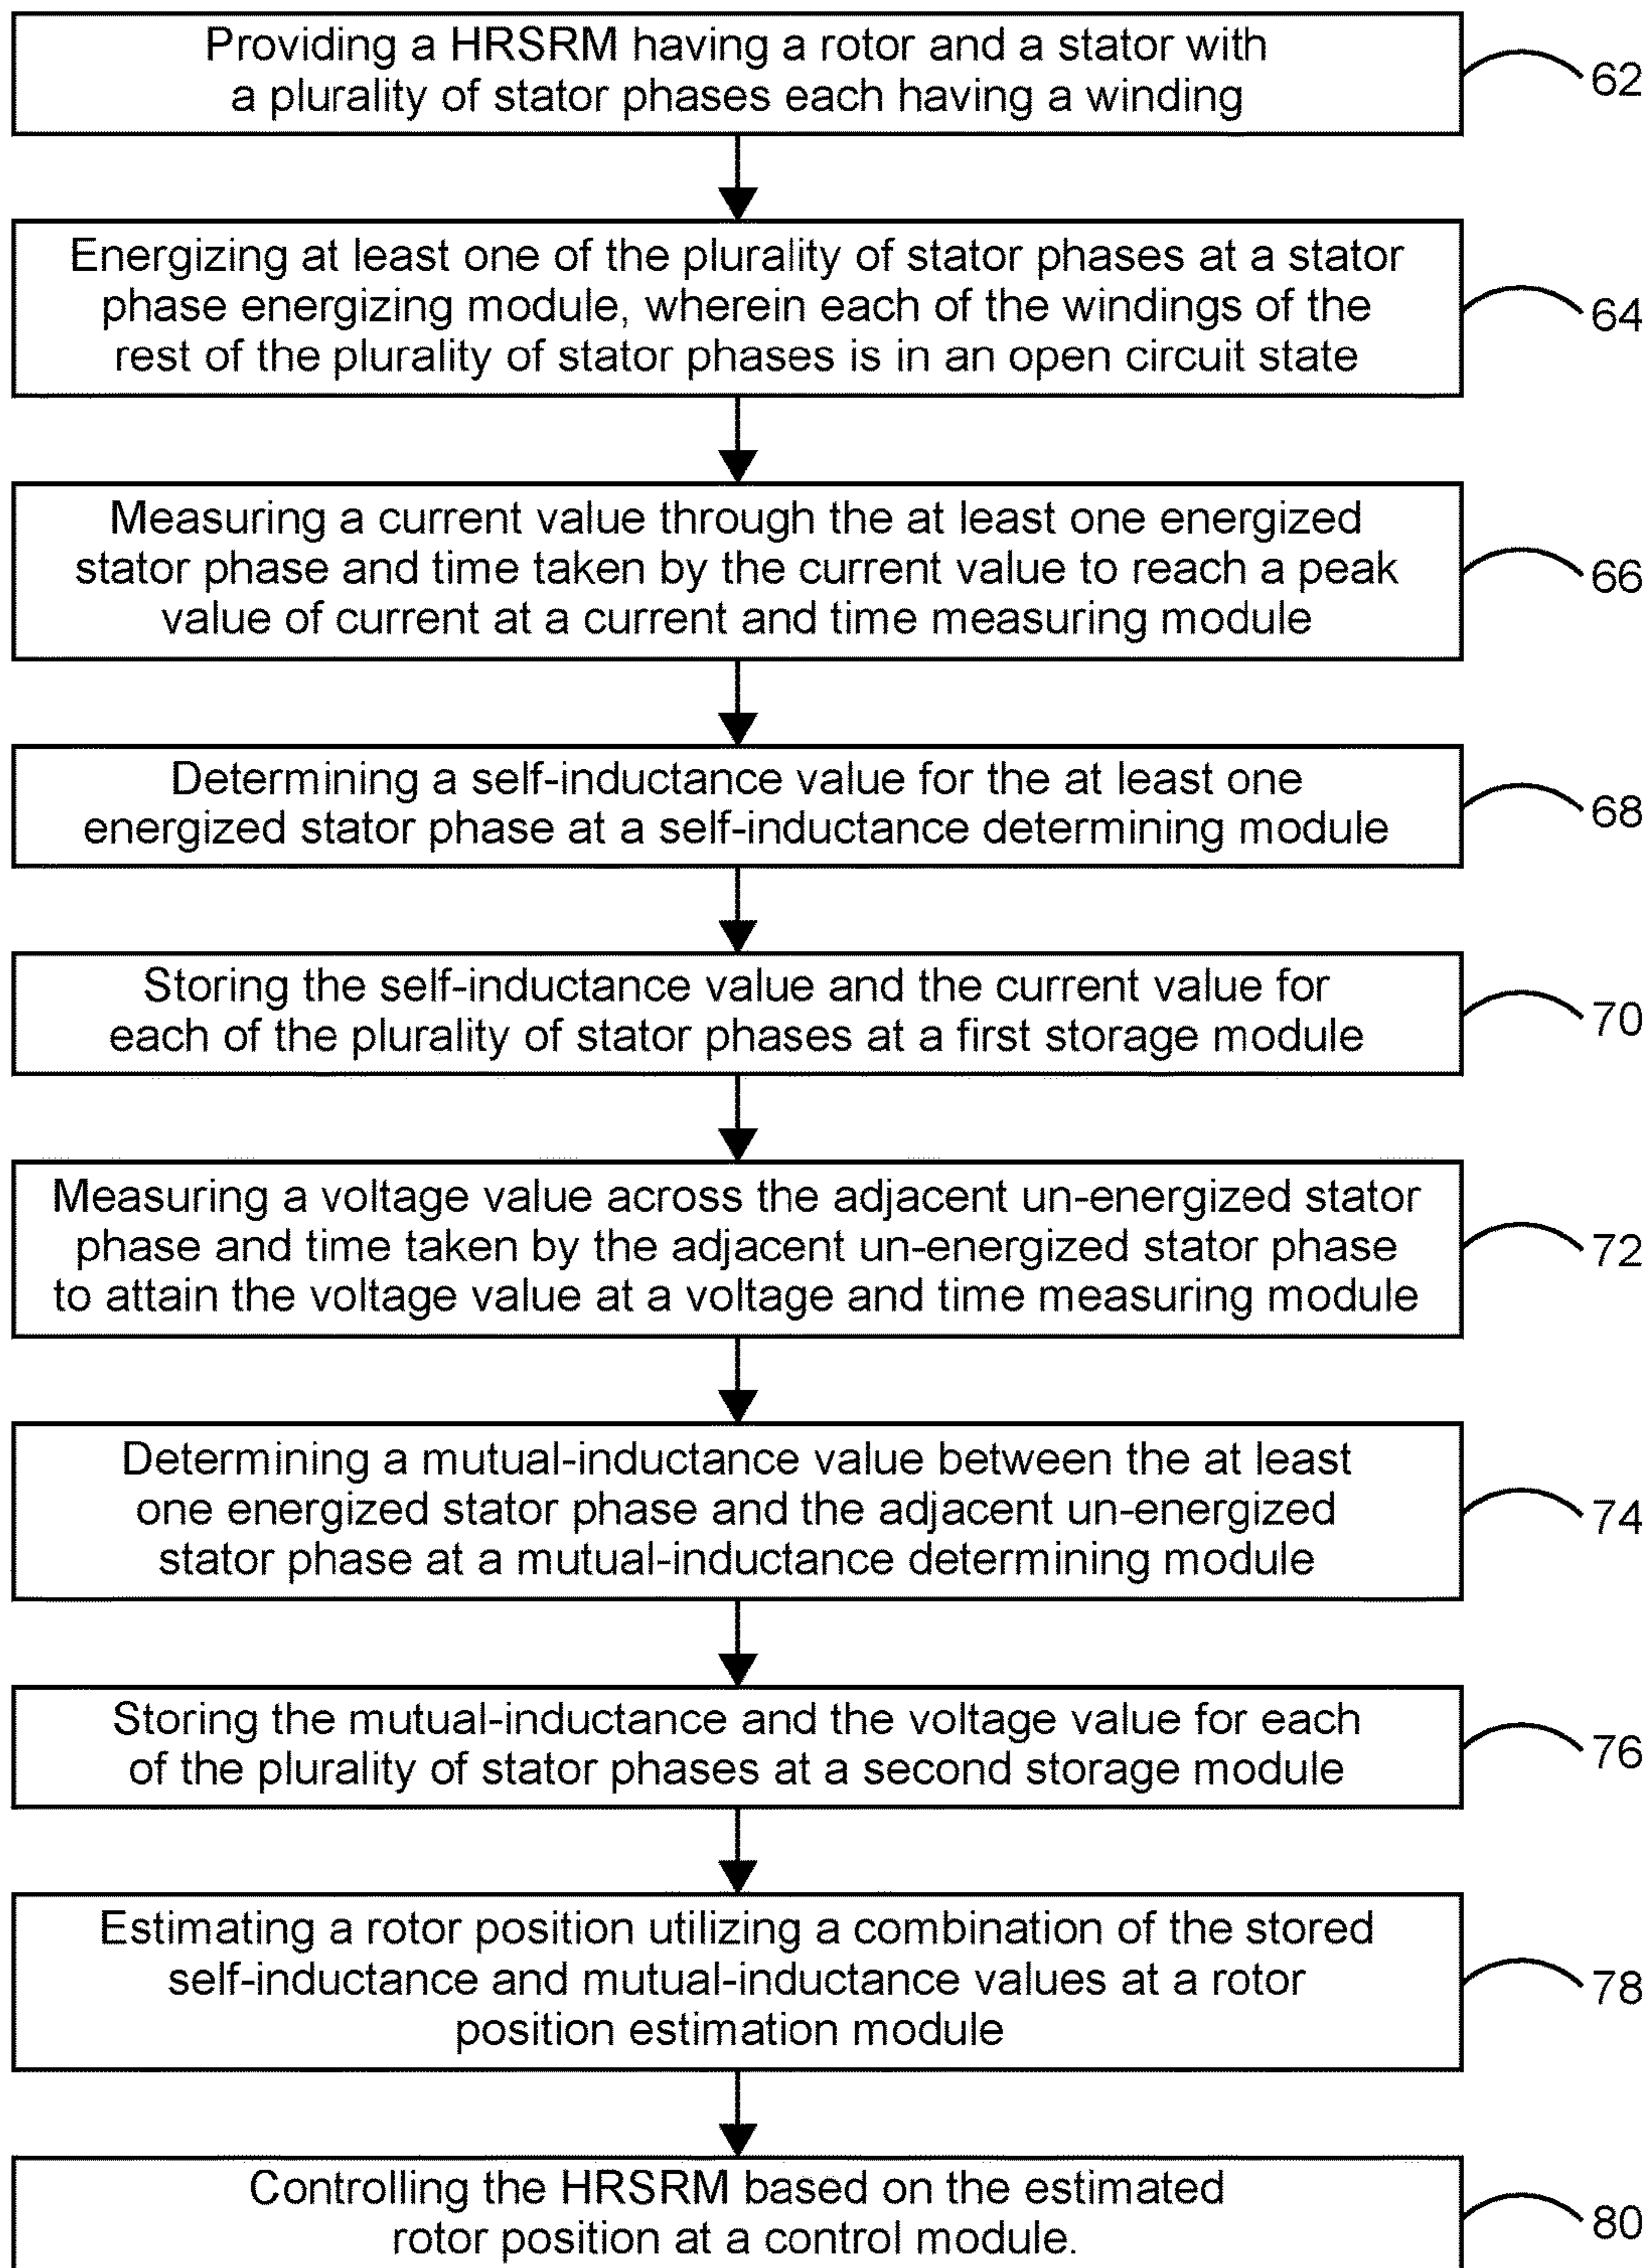 Providing a HRSRM having a rotor and a stator with
a plurality of stator phases each having a winding
62
Energizing at least one of the plurality of stator phases at a stator
phase energizing module, wherein each of the windings of the
rest of the plurality of stator phases is in an open circuit state
64
Measuring a current value through the at least one energized
stator phase and time taken by the current value to reach a peak
value of current at a current and time measuring module
66
Determining a self-inductance value for the at least one
energized stator phase at a self-inductance determining module
68
Storing the self-inductance value and the current value for
each of the plurality of stator phases at a first storage module
70
Measuring a voltage value across the adjacent un-energized stator
phase and time taken by the adjacent un-energized stator phase
to attain the voltage value at a voltage and time measuring module
72
Determining a mutual-inductance value between the at least
one energized stator phase and the adjacent un-energized
stator phase at a mutual-inductance determining module
74
Storing the mutual-inductance and the voltage value for each
of the plurality of stator phases at a second storage module
76
Estimating a rotor position utilizing a combination of the stored
self-inductance and mutual-inductance values at a rotor
position estimation module
78
Controlling the HRSRM based on the estimated
rotor position at a control module.
80